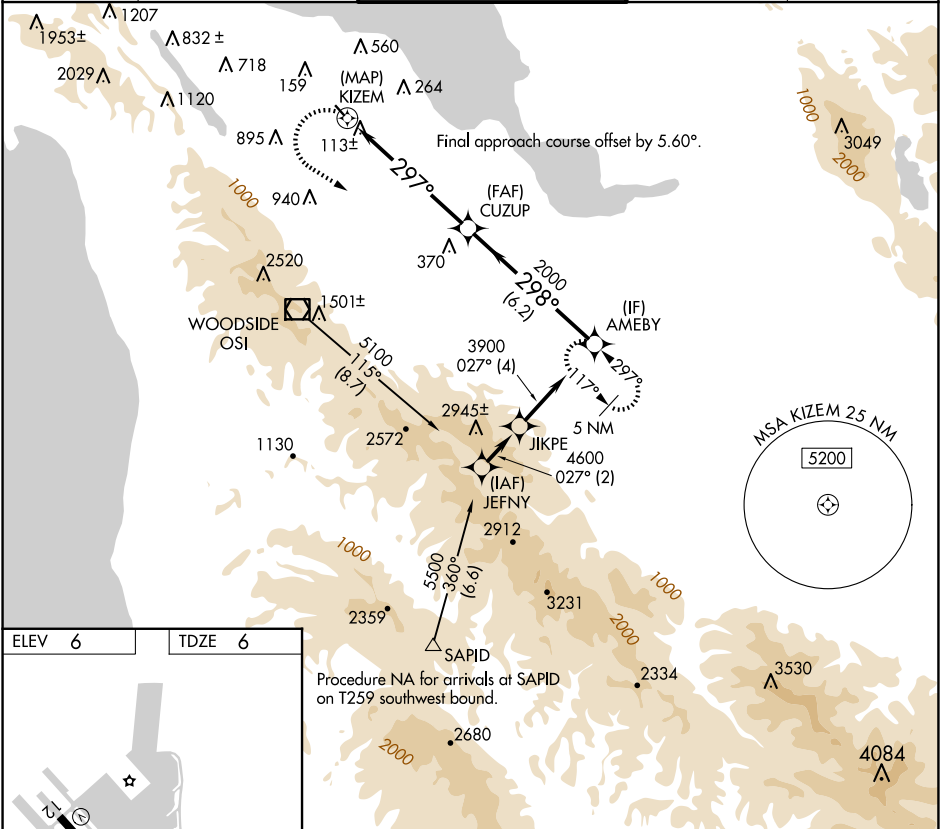 1207
1953±
832 ±
560
2029
718
159
(MAP)
KIZEM
264
1120
1000
3049
2000
895
113±
Final approach course offset by 5.60°.
297°
1000
940
(FAF)
CUZUP
370
2520
2000
298°
(6.2)
WOODSIDE
OSI
1501±
(IF)
AMEBY
5100
115°
(8.7)
3900
027° (4)
117°
297°
5 NM
2945±
2572
1130
JIKPE
4600
027° (2)
(IAF)
JEFNY
MSA KIZEM 25 NM
5200
2912
1000
5500
360°
(6.6)
3231
1000
2359
2000
SAPID
Procedure NA for arrivals at SAPID
on T259 southwest bound.
2334
3530
2680
2000
4084
ELEV 6
TDZE 6
12
V